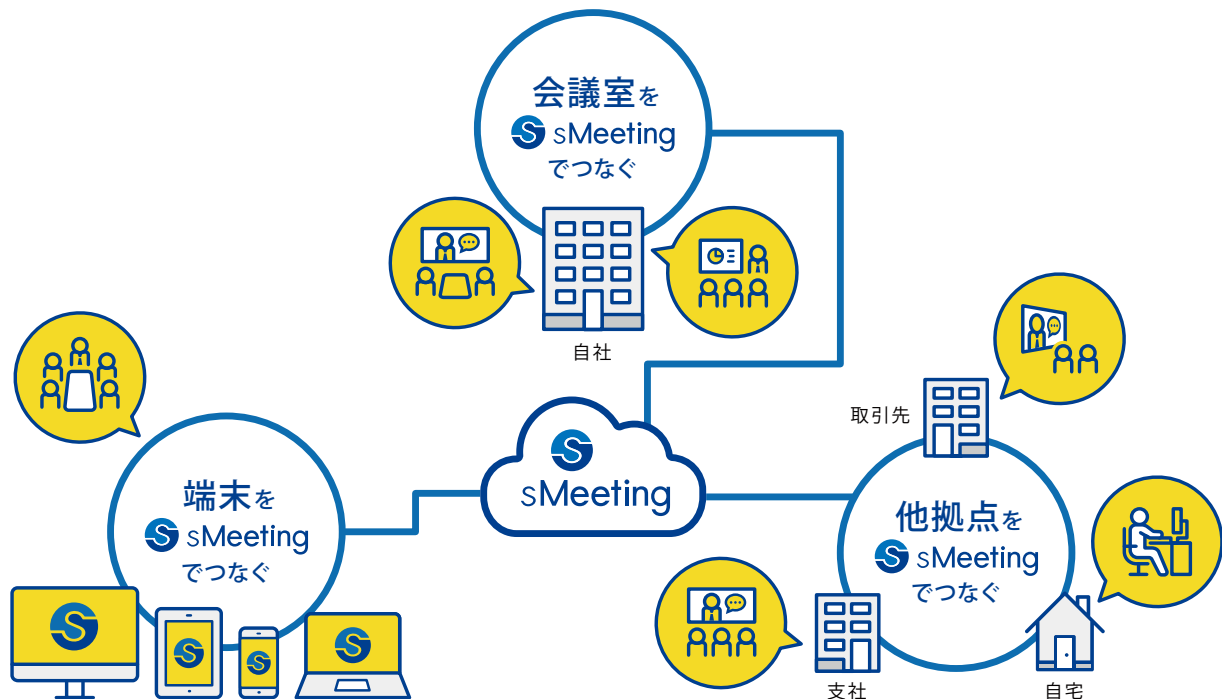 会議室を
sMeeting
でつなぐ
自社
取引先
sMeeting
端末を
sMeeting
でつなぐ
他拠点を
sMeeting
でつなぐ
支社
自宅